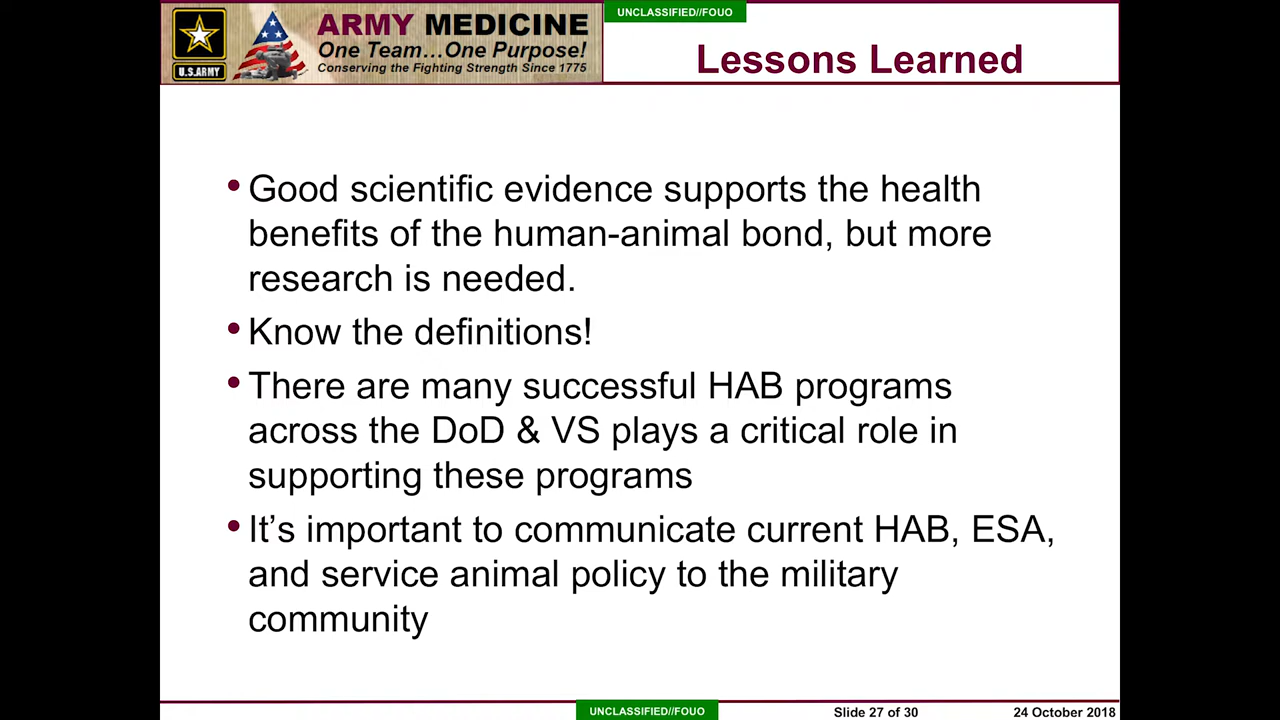 UNCLASSIFIED//FOUO
ARMY MEDICINE
One Team…One Purpose!
Conserving the Fighting Strength Since 1775
U.S.ARMY
Lessons Learned
• Good scientific evidence supports the health
benefits of the human-animal bond, but more
research is needed.
• Know the definitions!
• There are many successful HAB programs
across the DoD & VS plays a critical role in
supporting these programs
• It’s important to communicate current HAB, ESA,
and service animal policy to the military
community
UNCLASSIFIED//FOUO
Slide 27 of 30
24 October 2018